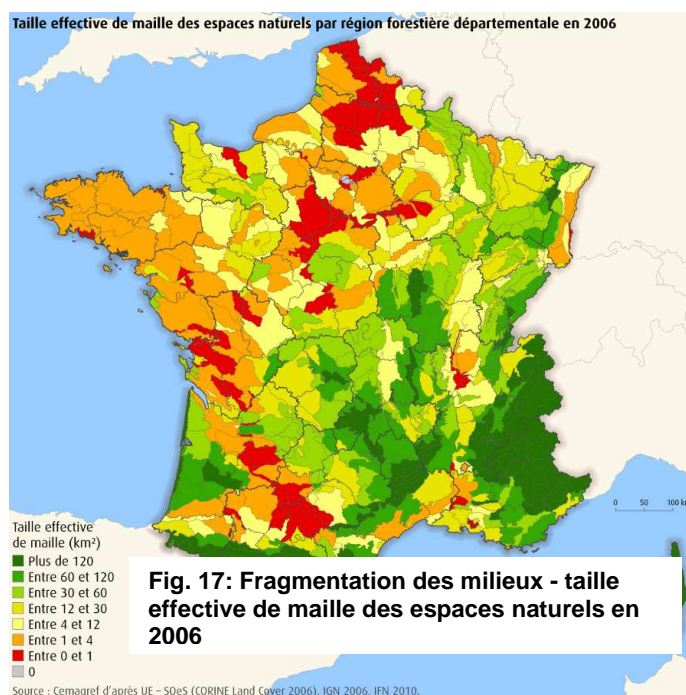 Taille effective de maille des espaces naturels par région forestière départementale en 2006
0 50 100 km
Taille effective
de maille (km²)
Plus de 120
Entre 60 et 120
Entre 30 et 60
Entre 12 et 30
Entre 4 et 12
Entre 1 et 4
Entre 0 et 1
0
Fig. 17: Fragmentation des milieux - taille
effective de maille des espaces naturels en
2006
Source : Cemagref d'après UE – SOeS (CORINE Land Cover 2006), IGN 2006, IFN 2010.